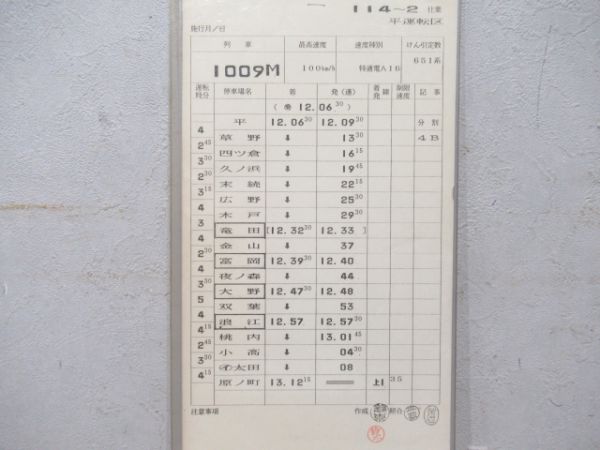 一 114~2 仕業
平運転区
施行月/日
列車 最高速度 速度種別 けん引定数
1009M 100km/h 特通電A16 651系
運転時分 停車場名 着 発(通) 着発線 制限速度 記事
( 乗 12.06 30 )
平 12.06 30 12.09 30 分割
4
草野 ↓ 13 30 4B
2 45
四ツ倉 ↓ 16 15
3 30
久ノ浜 ↓ 19 45
2 30
末続 ↓ 22 15
3 15
広野 ↓ 25 30
4
木戸 ↓ 29 30
3
竜田 [12.32 30 12.33 ]
4
金山 ↓ 37
2 30
富岡 12.39 30 12.40
4
夜ノ森 ↓ 44
3 30
大野 12.47 30 12.48
5
双葉 ↓ 53
4
浪江 12.57 12.57 30
4 15
桃内 ↓ 13.01 45
2 45
小高 ↓ 04 30
3 30
太田 ↓ 08
4 15
原ノ町 13.12 15 上1 35
注意事項 作成 照合